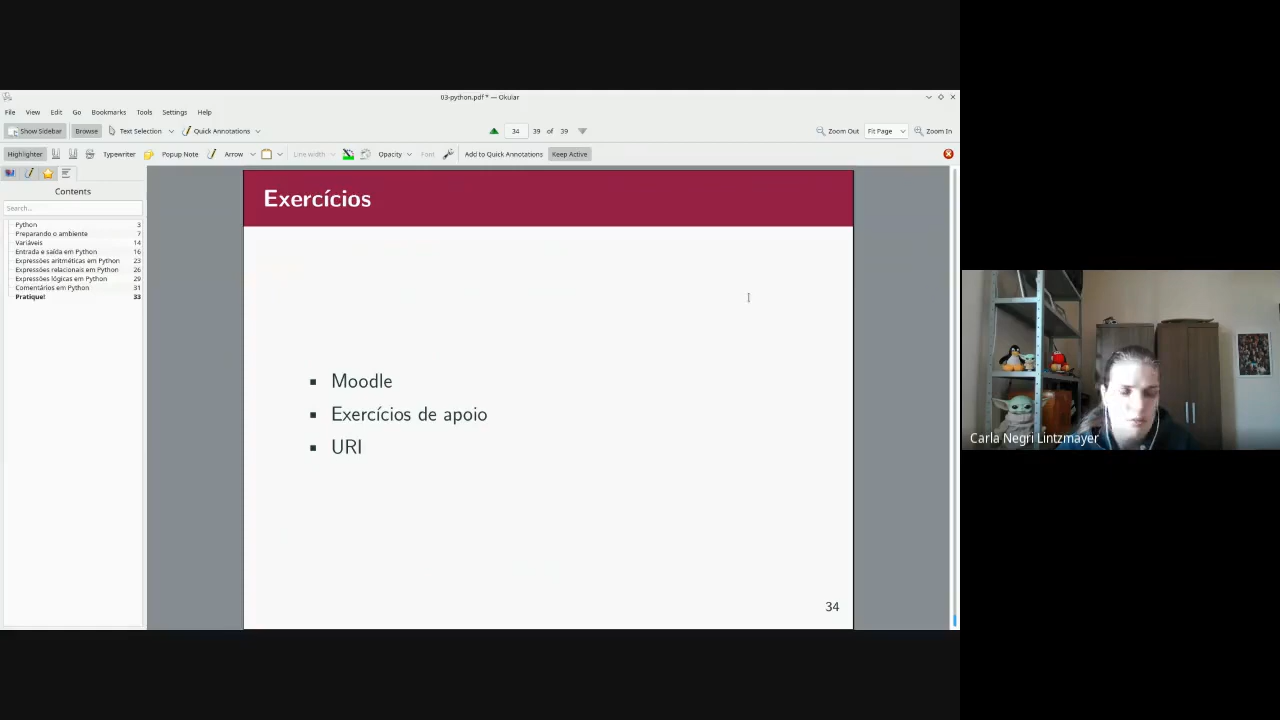 03-python.pdf * — Okular
File View Edit Go Bookmarks Tools Settings Help
Show Sidebar Browse Text Selection Quick Annotations 34 39 of 39 Zoom Out Fit Page Zoom In
Highlighter Typewriter Popup Note Arrow Line width Opacity Font Add to Quick Annotations Keep Active
Contents
Search...
Python 3
Preparando o ambiente 7
Variáveis 14
Entrada e saída em Python 16
Expressões aritméticas em Python 23
Expressões relacionais em Python 26
Expressões lógicas em Python 29
Comentários em Python 31
Pratique! 33
Exercícios
▪ Moodle
▪ Exercícios de apoio
▪ URI
34
Carla Negri Lintzmayer